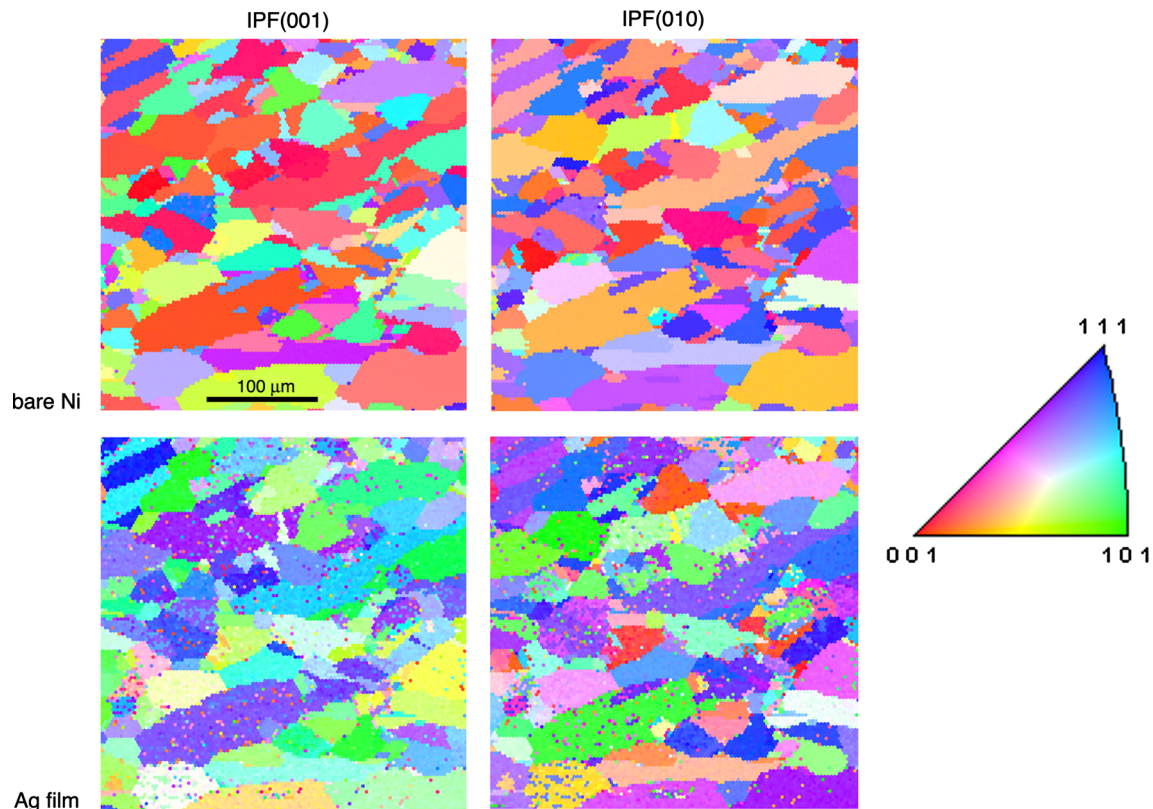 IPF(001)
IPF(010)
100 μm
bare Ni
1 1 1
0 0 1
1 0 1
Ag film